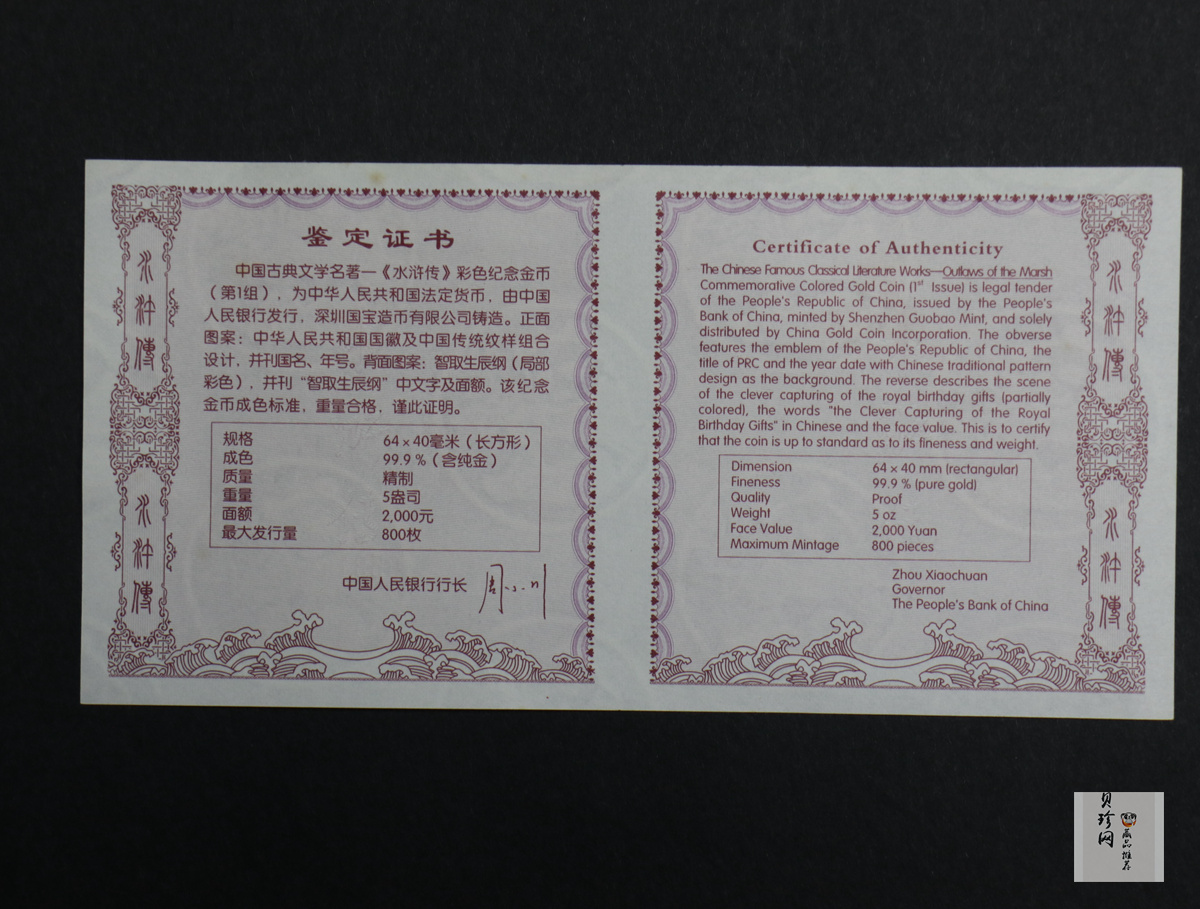 鉴定证书
中国古典文学名著—《水浒传》彩色纪念金币
（第1组），为中华人民共和国法定货币，由中国
人民银行发行，深圳国宝造币有限公司铸造。正面
图案：中华人民共和国国徽及中国传统纹样组合
设计，并刊国名、年号。背面图案：智取生辰纲（局部
彩色），并刊“智取生辰纲”中文字及面额。该纪念
金币成色标准，重量合格，谨此证明。
规格 64×40毫米（长方形）
成色 99.9％（含纯金）
质量 精制
重量 5盎司
面额 2,000元
最大发行量 800枚
中国人民银行行长 周小川
水浒傳
水浒傳
Certificate of Authenticity
The Chinese Famous Classical Literature Works—Outlaws of the Marsh
Commemorative Colored Gold Coin (1st Issue) is legal tender
of the People's Republic of China, issued by the People's
Bank of China, minted by Shenzhen Guobao Mint, and solely
distributed by China Gold Coin Incorporation. The obverse
features the emblem of the People's Republic of China, the
title of PRC and the year date with Chinese traditional pattern
design as the background. The reverse describes the scene
of the clever capturing of the royal birthday gifts (partially
colored), the words "the Clever Capturing of the Royal
Birthday Gifts" in Chinese and the face value. This is to certify
that the coin is up to standard as to its fineness and weight.
Dimension 64×40 mm (rectangular)
Fineness 99.9 % (pure gold)
Quality Proof
Weight 5 oz
Face Value 2,000 Yuan
Maximum Mintage 800 pieces
Zhou Xiaochuan
Governor
The People's Bank of China
水浒傳
水浒傳
贝珍网
藏品推荐